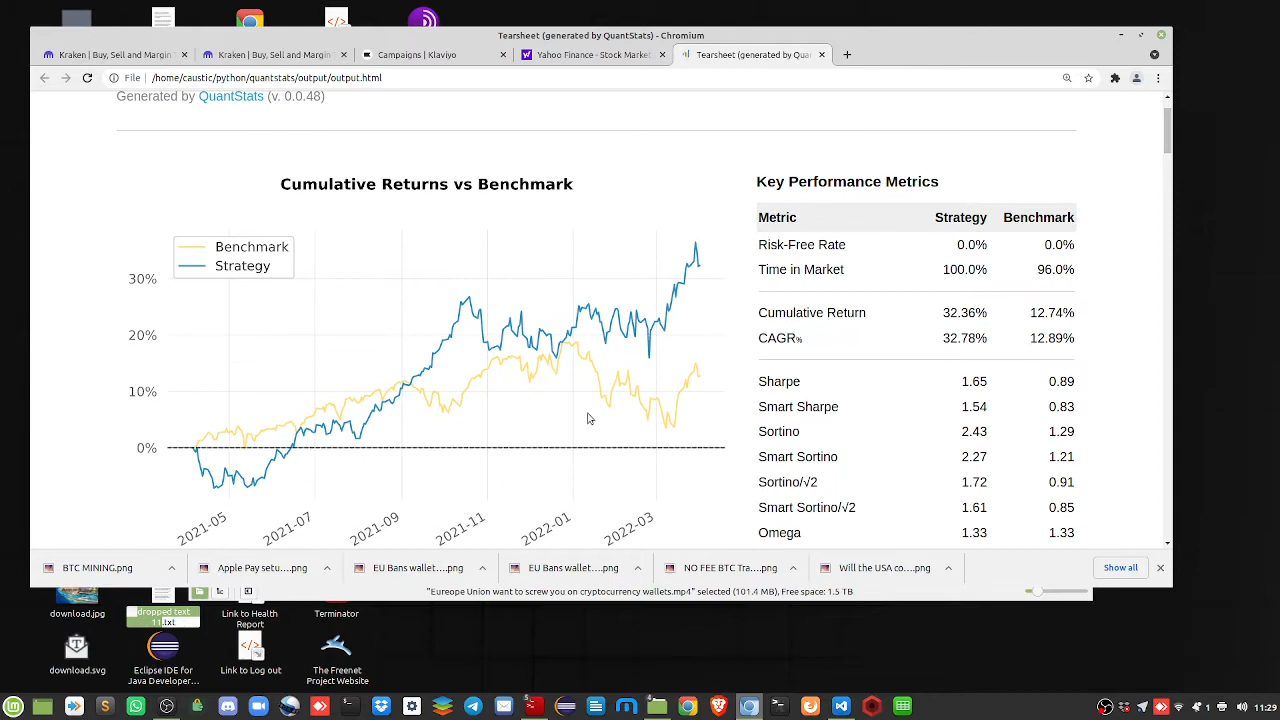 Tearsheet (generated by QuantStats) - Chromium
Kraken | Buy, Sell and Margin
Kraken | Buy, Sell and Margin
Campaigns | Klaviyo
Yahoo Finance - Stock Market
Tearsheet (generated by Qua
File
/home/caustic/python/quantstats/output/output.html
Generated by QuantStats (v. 0.0.48)
Cumulative Returns vs Benchmark
Benchmark
Strategy
30%
20%
10%
0%
2021-05
2021-07
2021-09
2021-11
2022-01
2022-03
Key Performance Metrics
Metric Strategy Benchmark
Risk-Free Rate 0.0% 0.0%
Time in Market 100.0% 96.0%
Cumulative Return 32.36% 12.74%
CAGR% 32.78% 12.89%
Sharpe 1.65 0.89
Smart Sharpe 1.54 0.83
Sortino 2.43 1.29
Smart Sortino 2.27 1.21
Sortino/√2 1.72 0.91
Smart Sortino/√2 1.61 0.85
Omega 1.33 1.33
BTC MINING.png
Apple Pay setu....png
EU Bans wallet....png
EU Bans wallet....png
NO FEE BTC Tra....png
Will the USA co....png
Show all
"Eureope Union want to screw you on cryptocurrency wallets.mp4" selected (101.4 MB), Free space: 1.5 TB
download.jpg
dropped text
11.txt
Link to Health
Report
Terminator
download.svg
Eclipse IDE for
Developer...
Link to Log out
The Freenet
Project Website
5
4
1
11:25